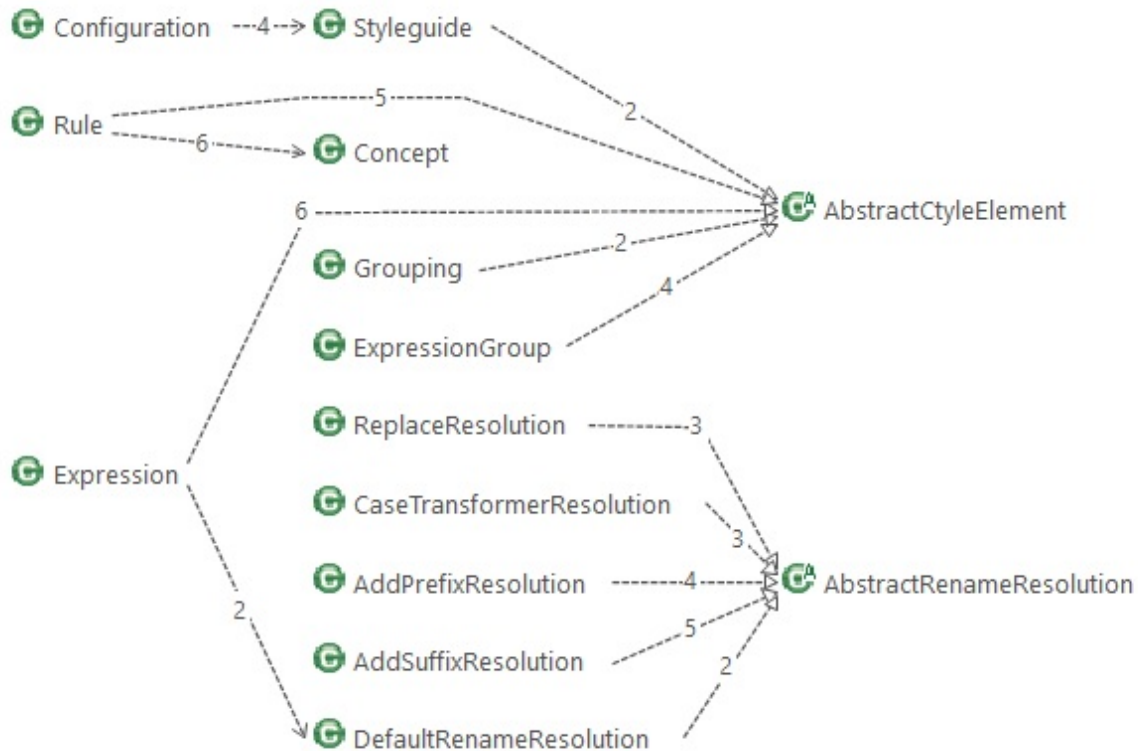 Configuration
4
Styleguide
2
5
Rule
6
Concept
6
AbstractCtyleElement
2
Grouping
4
ExpressionGroup
ReplaceResolution
3
Expression
CaseTransformerResolution
3
AddPrefixResolution
4
AbstractRenameResolution
2
5
AddSuffixResolution
2
DefaultRenameResolution